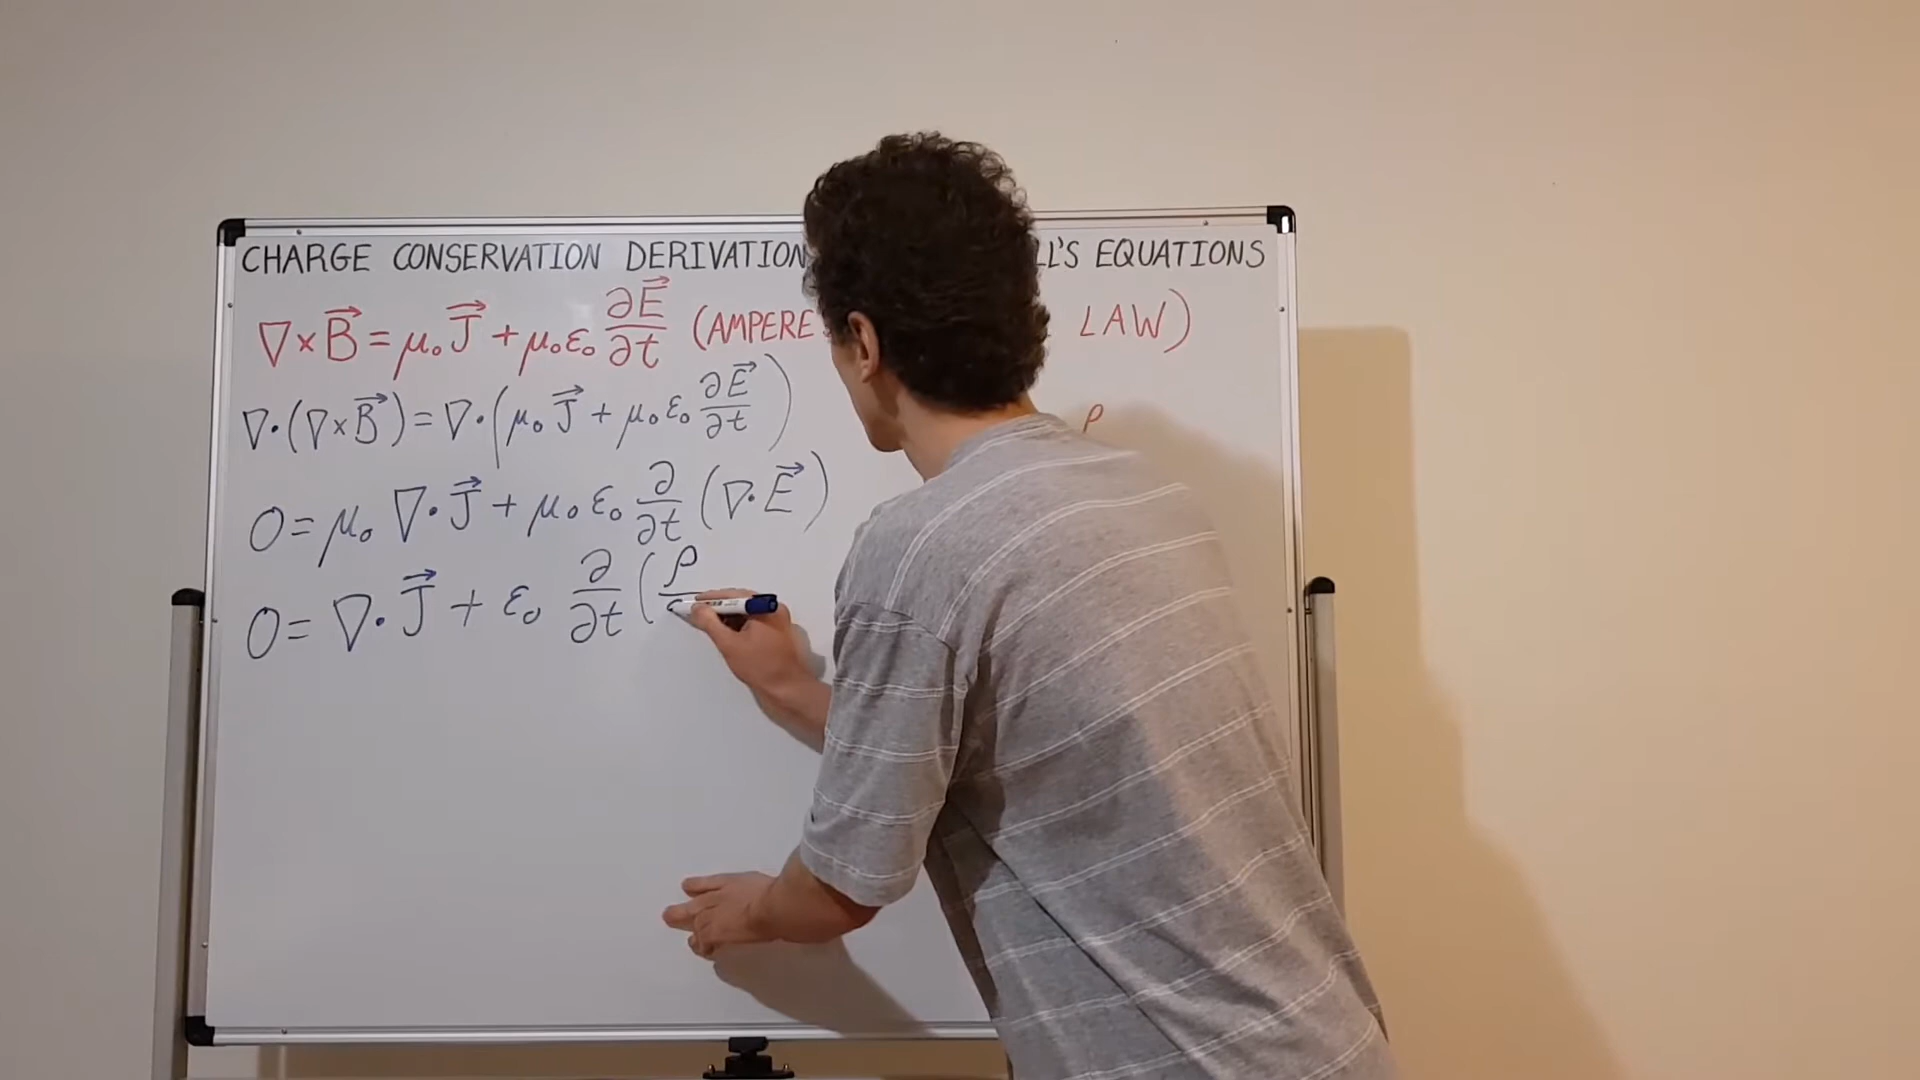 CHARGE CONSERVATION DERIVATION LL'S EQUATIONS
∇×B⃗ = μ₀J⃗ + μ₀ε₀ ∂E⃗/∂t (AMPERE LAW)
∇·(∇×B⃗) = ∇·(μ₀J⃗ + μ₀ε₀ ∂E⃗/∂t)
ρ
0 = μ₀ ∇·J⃗ + μ₀ε₀ ∂/∂t (∇·E⃗)
0 = ∇·J⃗ + ε₀ ∂/∂t (ρ/